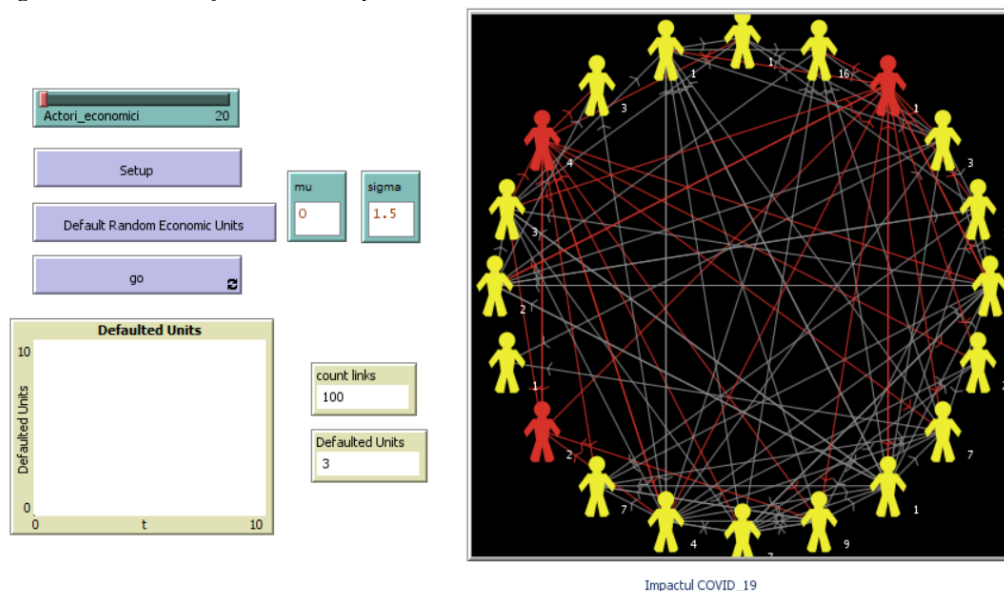 Actori_economici 20
Setup
Default Random Economic Units
go
mu
0
sigma
1.5
Defaulted Units
10
Defaulted Units
0
0 t 10
count links
100
Defaulted Units
3
1
1
16
1
3
3
4
3
2
1
2
7
4
9
1
7
Impactul COVID_19